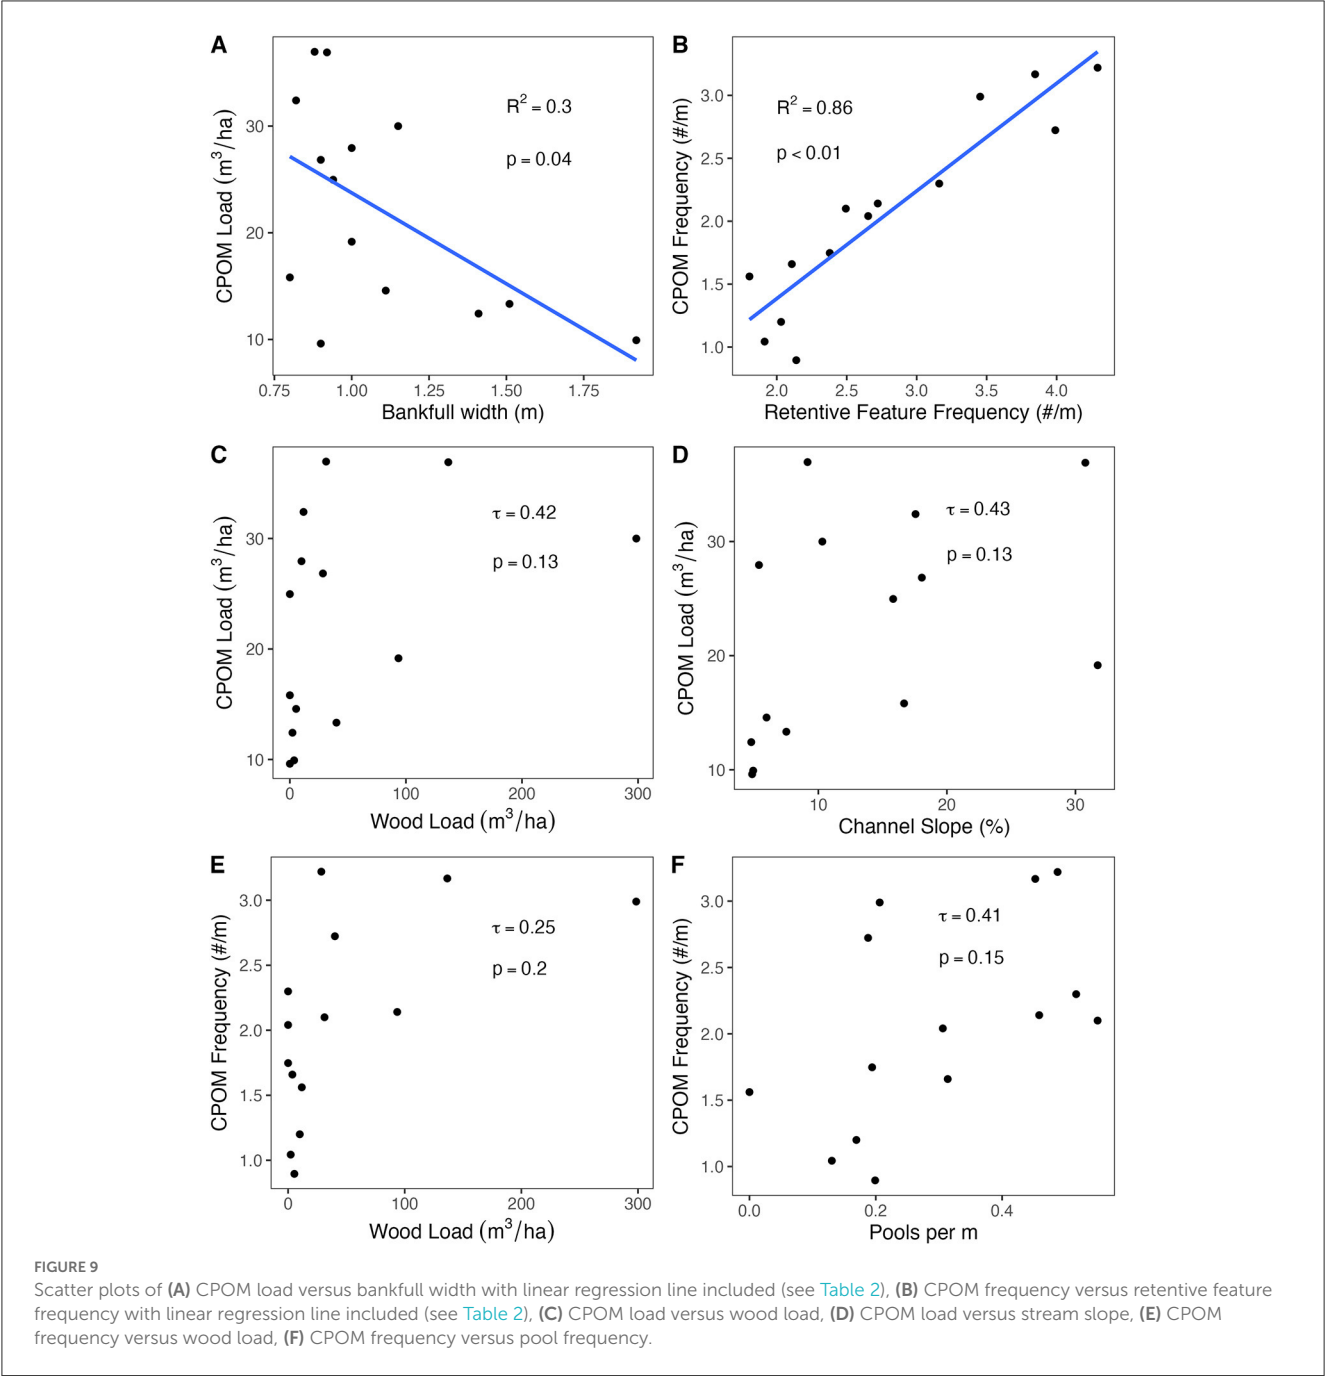 A
CPOM Load (m³/ha)
30
20
10
R² = 0.3
p = 0.04
0.75 1.00 1.25 1.50 1.75
Bankfull width (m)
B
CPOM Frequency (#/m)
3.0
2.5
2.0
1.5
1.0
R² = 0.86
p < 0.01
2.0 2.5 3.0 3.5 4.0
Retentive Feature Frequency (#/m)
C
CPOM Load (m³/ha)
30
20
10
τ = 0.42
p = 0.13
0 100 200 300
Wood Load (m³/ha)
D
CPOM Load (m³/ha)
30
20
10
τ = 0.43
p = 0.13
10 20 30
Channel Slope (%)
E
CPOM Frequency (#/m)
3.0
2.5
2.0
1.5
1.0
τ = 0.25
p = 0.2
0 100 200 300
Wood Load (m³/ha)
F
CPOM Frequency (#/m)
3.0
2.5
2.0
1.5
1.0
τ = 0.41
p = 0.15
0.0 0.2 0.4
Pools per m
FIGURE 9
Scatter plots of (A) CPOM load versus bankfull width with linear regression line included (see Table 2), (B) CPOM frequency versus retentive feature
frequency with linear regression line included (see Table 2), (C) CPOM load versus wood load, (D) CPOM load versus stream slope, (E) CPOM
frequency versus wood load, (F) CPOM frequency versus pool frequency.